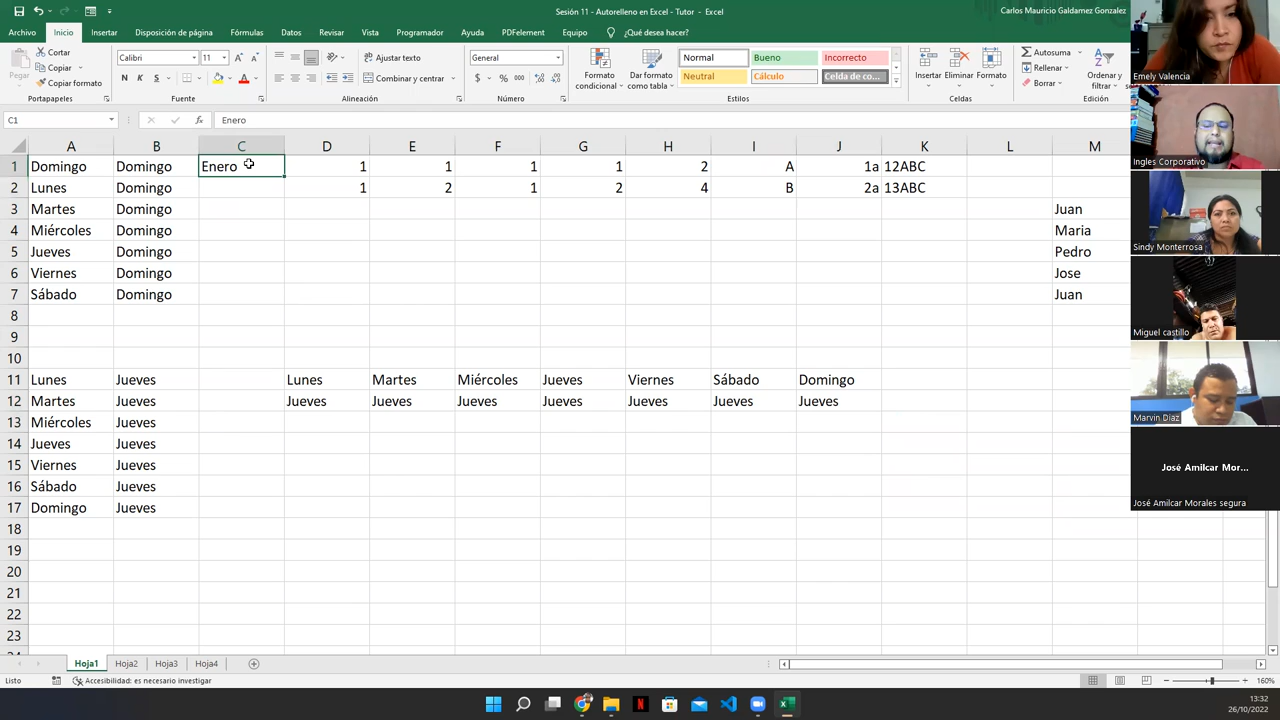 Sesión 11 - Autorelleno en Excel - Tutor - Excel
Carlos Mauricio Galdamez Gonzalez
Archivo Inicio Insertar Disposición de página Fórmulas Datos Revisar Vista Programador Ayuda PDFelement Equipo ¿Qué desea hacer?
Pegar
Cortar
Copiar
Copiar formato
Portapapeles
Calibri 11
N K S
Fuente
Ajustar texto
Combinar y centrar
Alineación
General
$ % 000
Número
Formato condicional
Dar formato como tabla
Normal Bueno Incorrecto
Neutral Cálculo Celda de co...
Estilos
Insertar Eliminar Formato
Celdas
Autosuma
Rellenar
Borrar
Ordenar y filtrar
Edición
C1 fx Enero
A B C D E F G H I J K L M
1 Domingo Domingo Enero 1 1 1 1 2 A 1a 12ABC
2 Lunes Domingo 1 2 1 2 4 B 2a 13ABC
3 Martes Domingo Juan
4 Miércoles Domingo Maria
5 Jueves Domingo Pedro
6 Viernes Domingo Jose
7 Sábado Domingo Juan
8
9
10
11 Lunes Jueves Lunes Martes Miércoles Jueves Viernes Sábado Domingo
12 Martes Jueves Jueves Jueves Jueves Jueves Jueves Jueves Jueves
13 Miércoles Jueves
14 Jueves Jueves
15 Viernes Jueves
16 Sábado Jueves
17 Domingo Jueves
18
19
20
21
22
23
Hoja1 Hoja2 Hoja3 Hoja4
Listo Accesibilidad: es necesario investigar 160%
13:32
26/10/2022
Emely Valencia
Ingles Corporativo
Sindy Monterrosa
Miguel castillo
Marvin Diaz
José Amilcar Mor...
José Amilcar Morales segura